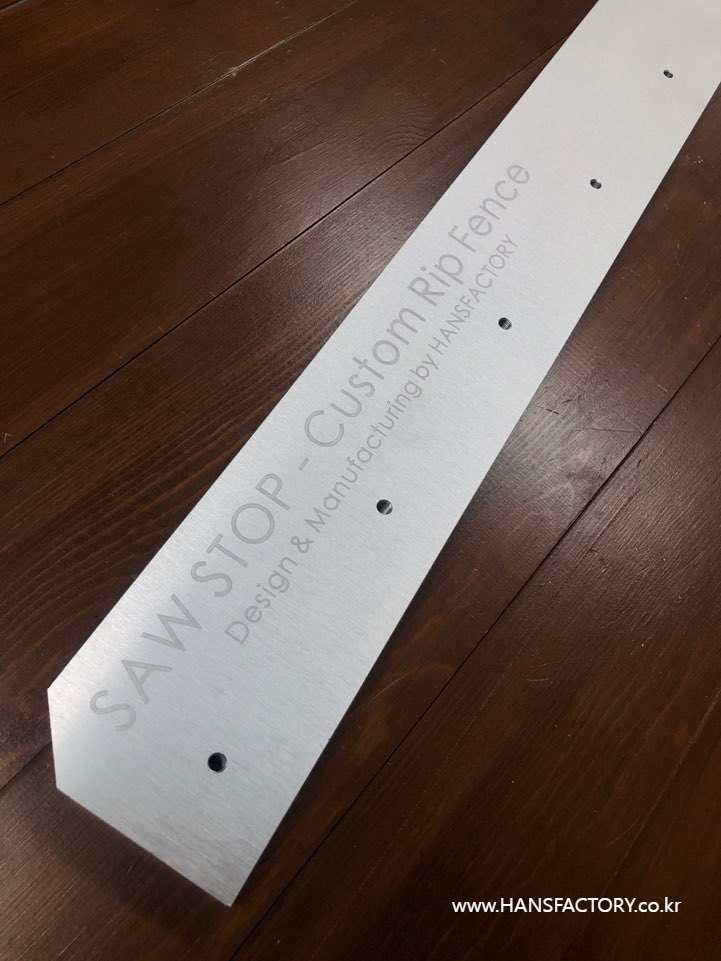 SAW STOP - Custom Rip Fence
Design & Manufacturing by HANSFACTORY
www.HANSFACTORY.co.kr